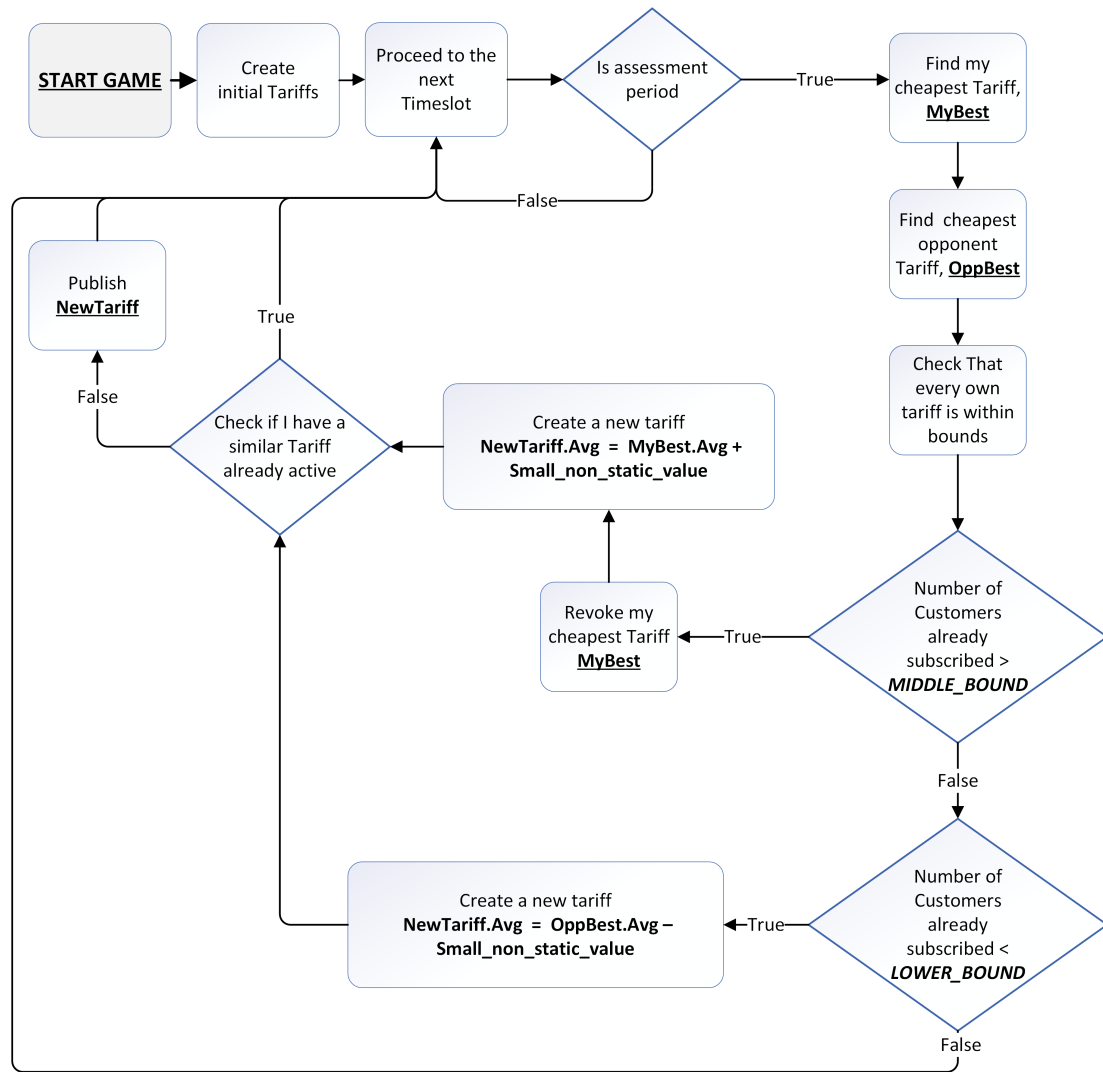 START GAME
Create
initial Tariffs
Proceed to the
next
Timeslot
Is assessment
period
True
Find my
cheapest Tariff,
MyBest
False
Find cheapest
opponent
Tariff, OppBest
Publish
NewTariff
True
False
Check That
every own
tariff is within
bounds
Check if I have a
similar Tariff
already active
Create a new tariff
NewTariff.Avg = MyBest.Avg +
Small_non_static_value
Number of
Customers
already
subscribed >
MIDDLE_BOUND
True
Revoke my
cheapest Tariff
MyBest
False
Number of
Customers
already
subscribed <
LOWER_BOUND
True
Create a new tariff
NewTariff.Avg = OppBest.Avg –
Small_non_static_value
False